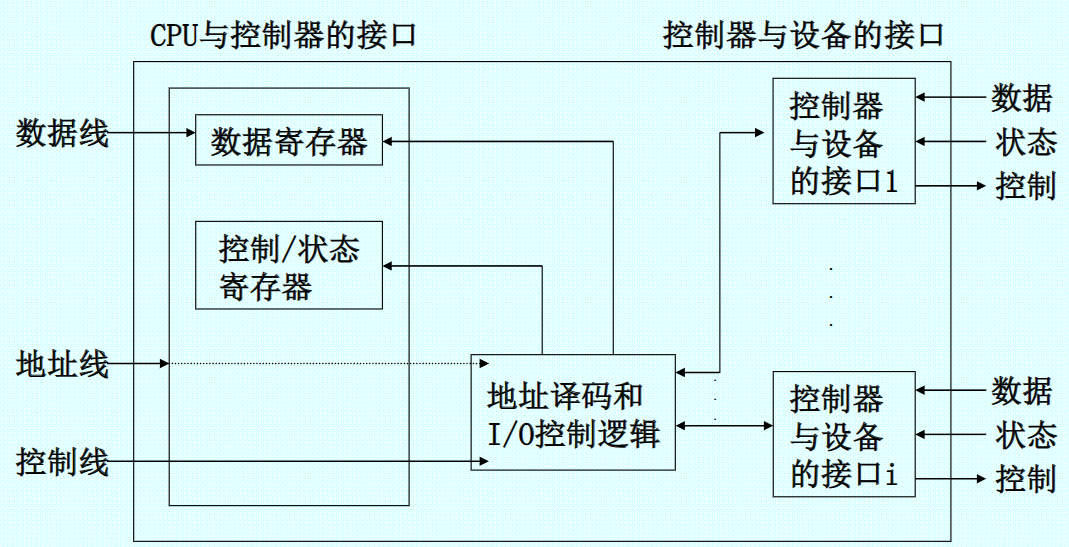 CPU与控制器的接口
控制器与设备的接口
数据线
数据寄存器
控制/状态
寄存器
地址线
控制线
地址译码和
I/O控制逻辑
控制器
与设备
的接口1
数据
状态
控制
控制器
与设备
的接口i
数据
状态
控制